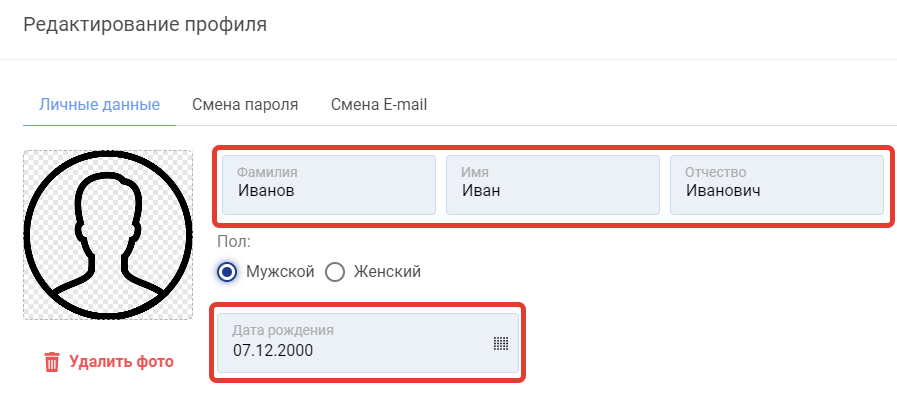 Редактирование профиля
Личные данные Смена пароля Смена E-mail
Фамилия Имя Отчество
Иванов Иван Иванович
Пол:
Мужской Женский
Дата рождения
07.12.2000
Удалить фото